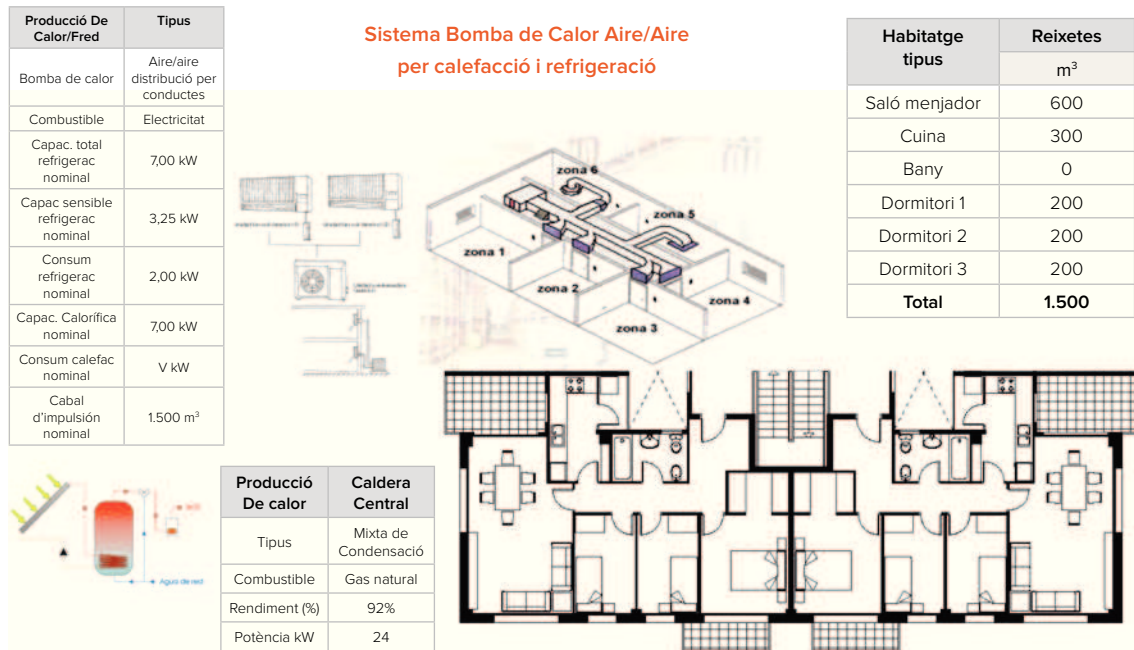 Producció De Calor/Fred
Tipus
Bomba de calor
Aire/aire distribució per conductes
Combustible
Electricitat
Capac. total refrigerac nominal
7,00 kW
Capac sensible refrigerac nominal
3,25 kW
Consum refrigerac nominal
2,00 kW
Capac. Calorífica nominal
7,00 kW
Consum calefac nominal
V kW
Cabal d'impulsión nominal
1.500 m³
Sistema Bomba de Calor Aire/Aire
per calefacció i refrigeració
Habitatge tipus
Reixetes
m³
Saló menjador
600
Cuina
300
Bany
0
Dormitori 1
200
Dormitori 2
200
Dormitori 3
200
Total
1.500
zona 6
zona 5
zona 1
zona 2
zona 4
zona 3
Agua de red
Producció De calor
Caldera Central
Tipus
Mixta de Condensació
Combustible
Gas natural
Rendiment (%)
92%
Potència kW
24